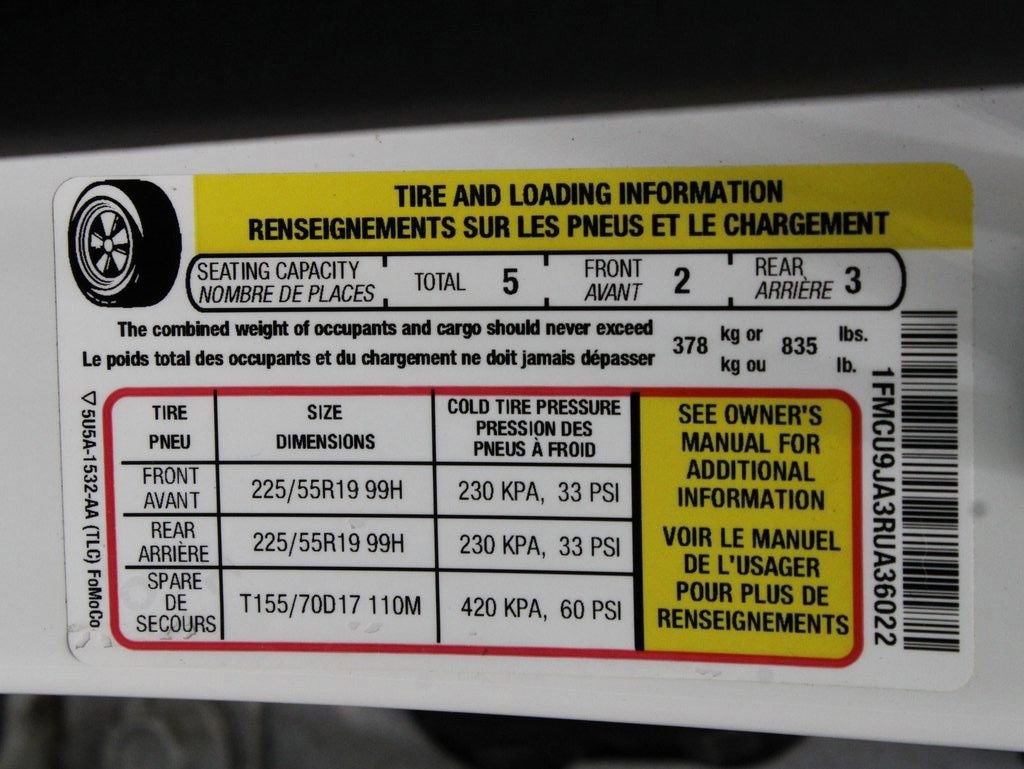 TIRE AND LOADING INFORMATION
RENSEIGNEMENTS SUR LES PNEUS ET LE CHARGEMENT
SEATING CAPACITY TOTAL 5 FRONT 2 REAR 3
NOMBRE DE PLACES AVANT ARRIÈRE
The combined weight of occupants and cargo should never exceed 378 kg or 835 lbs.
Le poids total des occupants et du chargement ne doit jamais dépasser kg ou lb.
TIRE SIZE COLD TIRE PRESSURE
PNEU DIMENSIONS PRESSION DES
PNEUS À FROID
FRONT 225/55R19 99H 230 KPA, 33 PSI
AVANT
REAR 225/55R19 99H 230 KPA, 33 PSI
ARRIÈRE
SPARE T155/70D17 110M 420 KPA, 60 PSI
DE
SECOURS
SEE OWNER'S
MANUAL FOR
ADDITIONAL
INFORMATION
VOIR LE MANUEL
DE L'USAGER
POUR PLUS DE
RENSEIGNEMENTS
▽5U5A-1532-AA (TLC) FoMoCo
1FMCU9JA3RUA36022